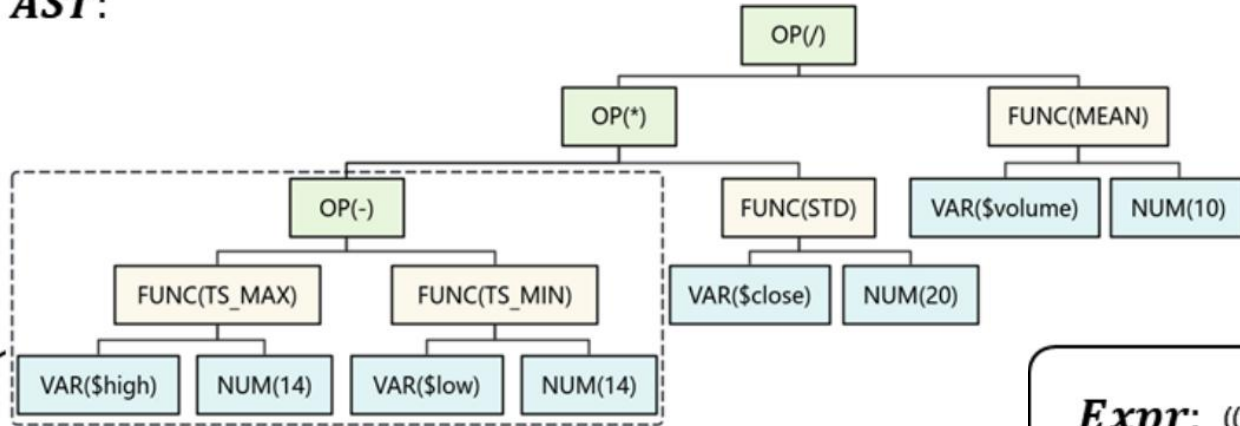 AST:
OP(/)
OP(*) FUNC(MEAN)
OP(-) FUNC(STD) VAR($volume) NUM(10)
FUNC(TS_MAX) FUNC(TS_MIN) VAR($close) NUM(20)
VAR($high) NUM(14) VAR($low) NUM(14)
Expr: ((